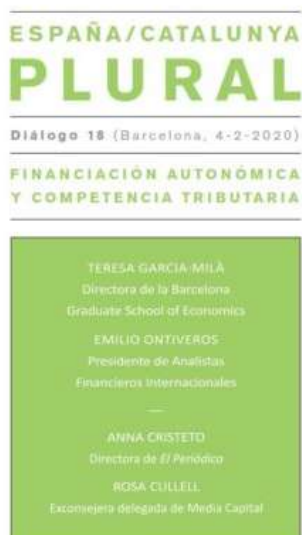 ESPAÑA/CATALUNYA
PLURAL
Diálogo 18 (Barcelona, 4-2-2020)
FINANCIACIÓN AUTONÓMICA
Y COMPETENCIA TRIBUTARIA
TERESA GARCIA-MILÀ
Directora de la Barcelona
Graduate School of Economics
EMILIO ONTIVEROS
Presidente de Analistas
Financieros Internacionales
—
ANNA CRISTETO
Directora de El Periódico
ROSA CULLELL
Exconsejera delegada de Media Capital